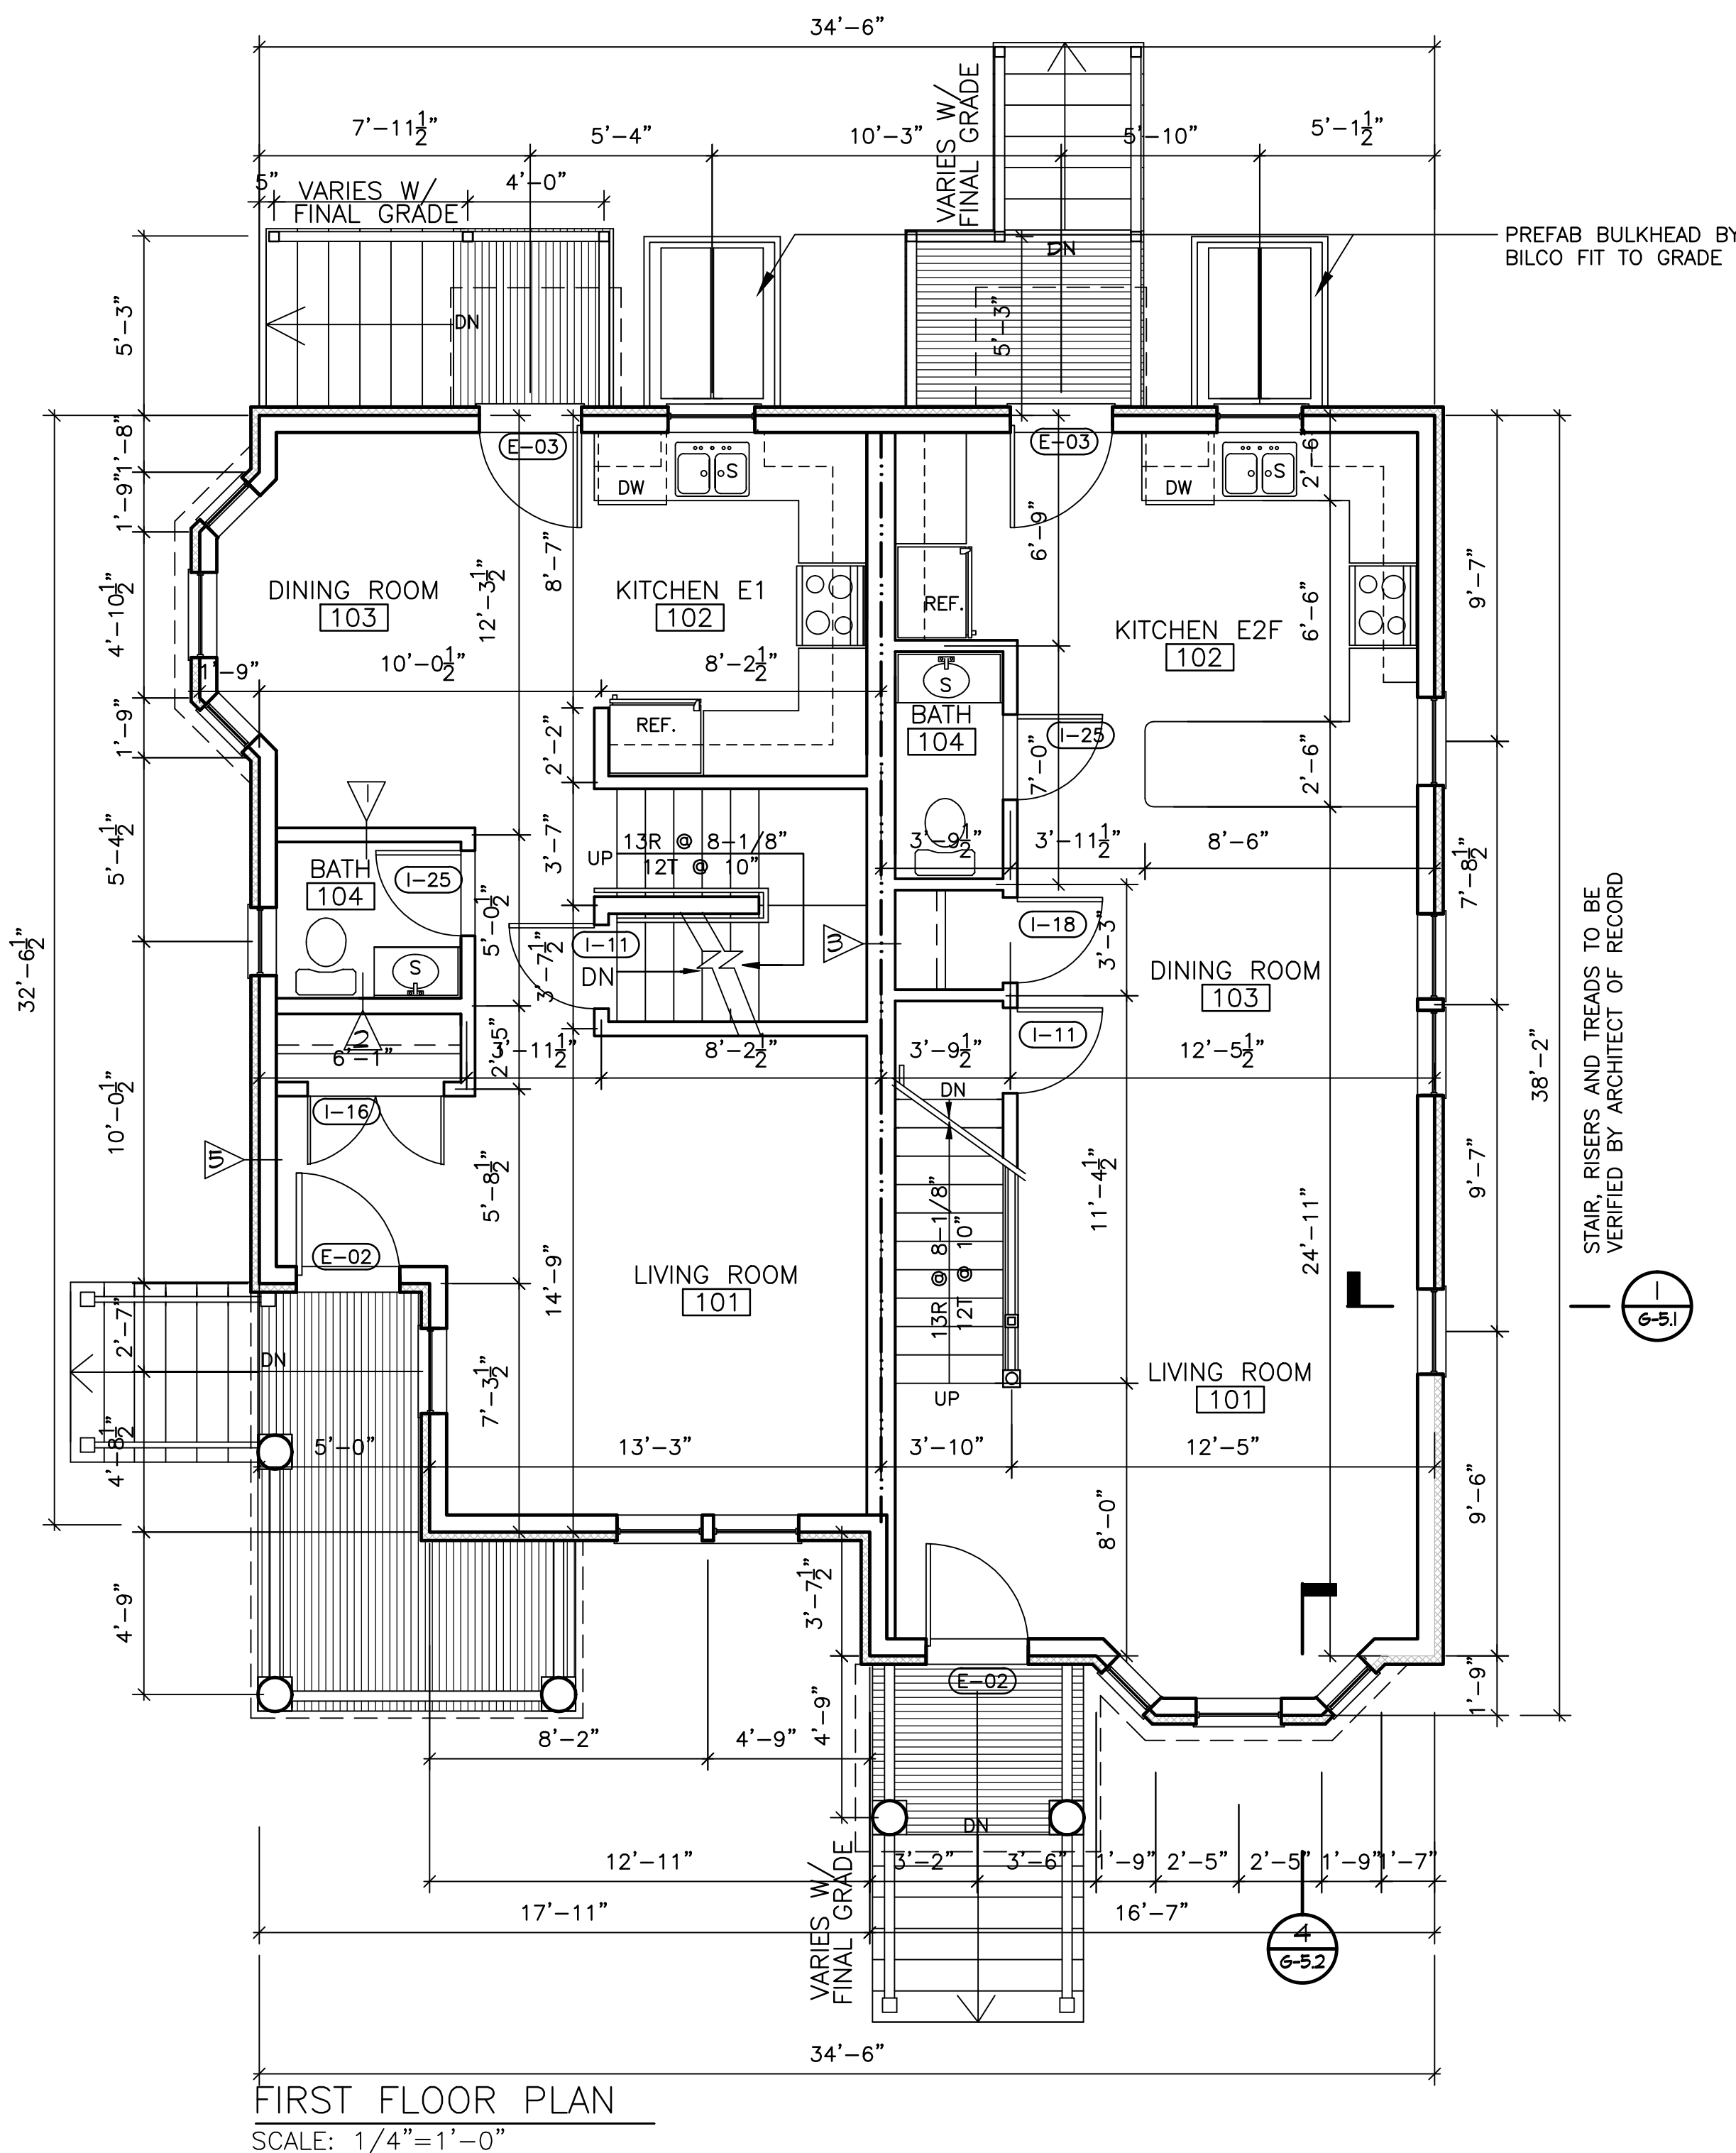 34'-6"
7'-11 1/2"
5'-4"
10'-3"
5'-10"
5'-1 1/2"
VARIES W/
FINAL GRADE
5"
VARIES W/
FINAL GRADE
4'-0"
PREFAB BULKHEAD BY
BILCO FIT TO GRADE
DN
DN
5'-3"
5'-3"
1'-8"
1'-9"
4'-10 1/2"
1'-9"
5'-4 1/2"
10'-0 1/2"
2'-7"
4'-8 1/2"
4'-9"
32'-6 1/2"
E-03
E-03
DW
S
DW
S
2'-6"
12'-3 1/2"
8'-7"
6'-9"
6'-6"
9'-7"
DINING ROOM
103
KITCHEN E1
102
REF.
KITCHEN E2F
102
1'-9"
10'-0 1/2"
8'-2 1/2"
S
REF.
BATH
104
I-25
2'-2"
7'-0"
2'-6"
1
3'-7"
13R @ 8-1/8"
12T @ 10"
UP
3'-9 1/2"
3'-11 1/2"
8'-6"
7'-8 1/2"
BATH
104
I-25
S
5'-0 1/2"
I-11
3'-7 1/2"
DN
3
I-18
3'-3"
DINING ROOM
103
STAIR, RISERS AND TREADS TO BE
VERIFIED BY ARCHITECT OF RECORD
38'-2"
2
6'-1"
2'-5"
3'-11 1/2"
8'-2 1/2"
3'-9 1/2"
I-11
12'-5 1/2"
I-16
DN
5
5'-8 1/2"
11'-4 1/2"
9'-7"
24'-11"
13R @ 8-1/8"
12T @ 10"
E-02
14'-9"
LIVING ROOM
101
1
G-5.1
DN
7'-3 1/2"
LIVING ROOM
101
UP
5'-0"
13'-3"
3'-10"
12'-5"
9'-6"
8'-0"
3'-7 1/2"
E-02
1'-9"
4'-9"
8'-2"
4'-9"
DN
12'-11"
3'-2"
3'-6"
1'-9"
2'-5"
2'-5"
1'-9"
1'-7"
VARIES W/
FINAL GRADE
17'-11"
16'-7"
4
G-5.2
34'-6"
FIRST FLOOR PLAN
SCALE: 1/4"=1'-0"